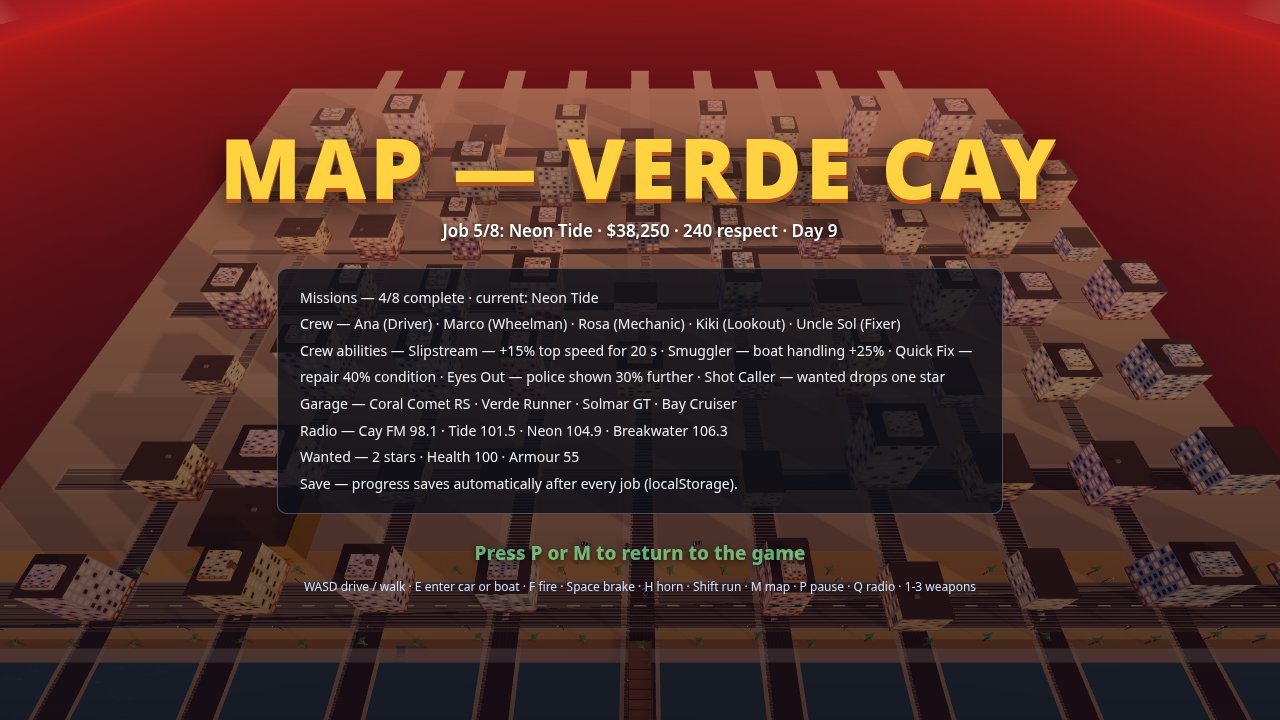 MAP — VERDE CAY
Job 5/8: Neon Tide · $38,250 · 240 respect · Day 9
Missions — 4/8 complete · current: Neon Tide
Crew — Ana (Driver) · Marco (Wheelman) · Rosa (Mechanic) · Kiki (Lookout) · Uncle Sol (Fixer)
Crew abilities — Slipstream — +15% top speed for 20 s · Smuggler — boat handling +25% · Quick Fix —
repair 40% condition · Eyes Out — police shown 30% further · Shot Caller — wanted drops one star
Garage — Coral Comet RS · Verde Runner · Solmar GT · Bay Cruiser
Radio — Cay FM 98.1 · Tide 101.5 · Neon 104.9 · Breakwater 106.3
Wanted — 2 stars · Health 100 · Armour 55
Save — progress saves automatically after every job (localStorage).
Press P or M to return to the game
WASD drive / walk · E enter car or boat · F fire · Space brake · H horn · Shift run · M map · P pause · Q radio · 1-3 weapons